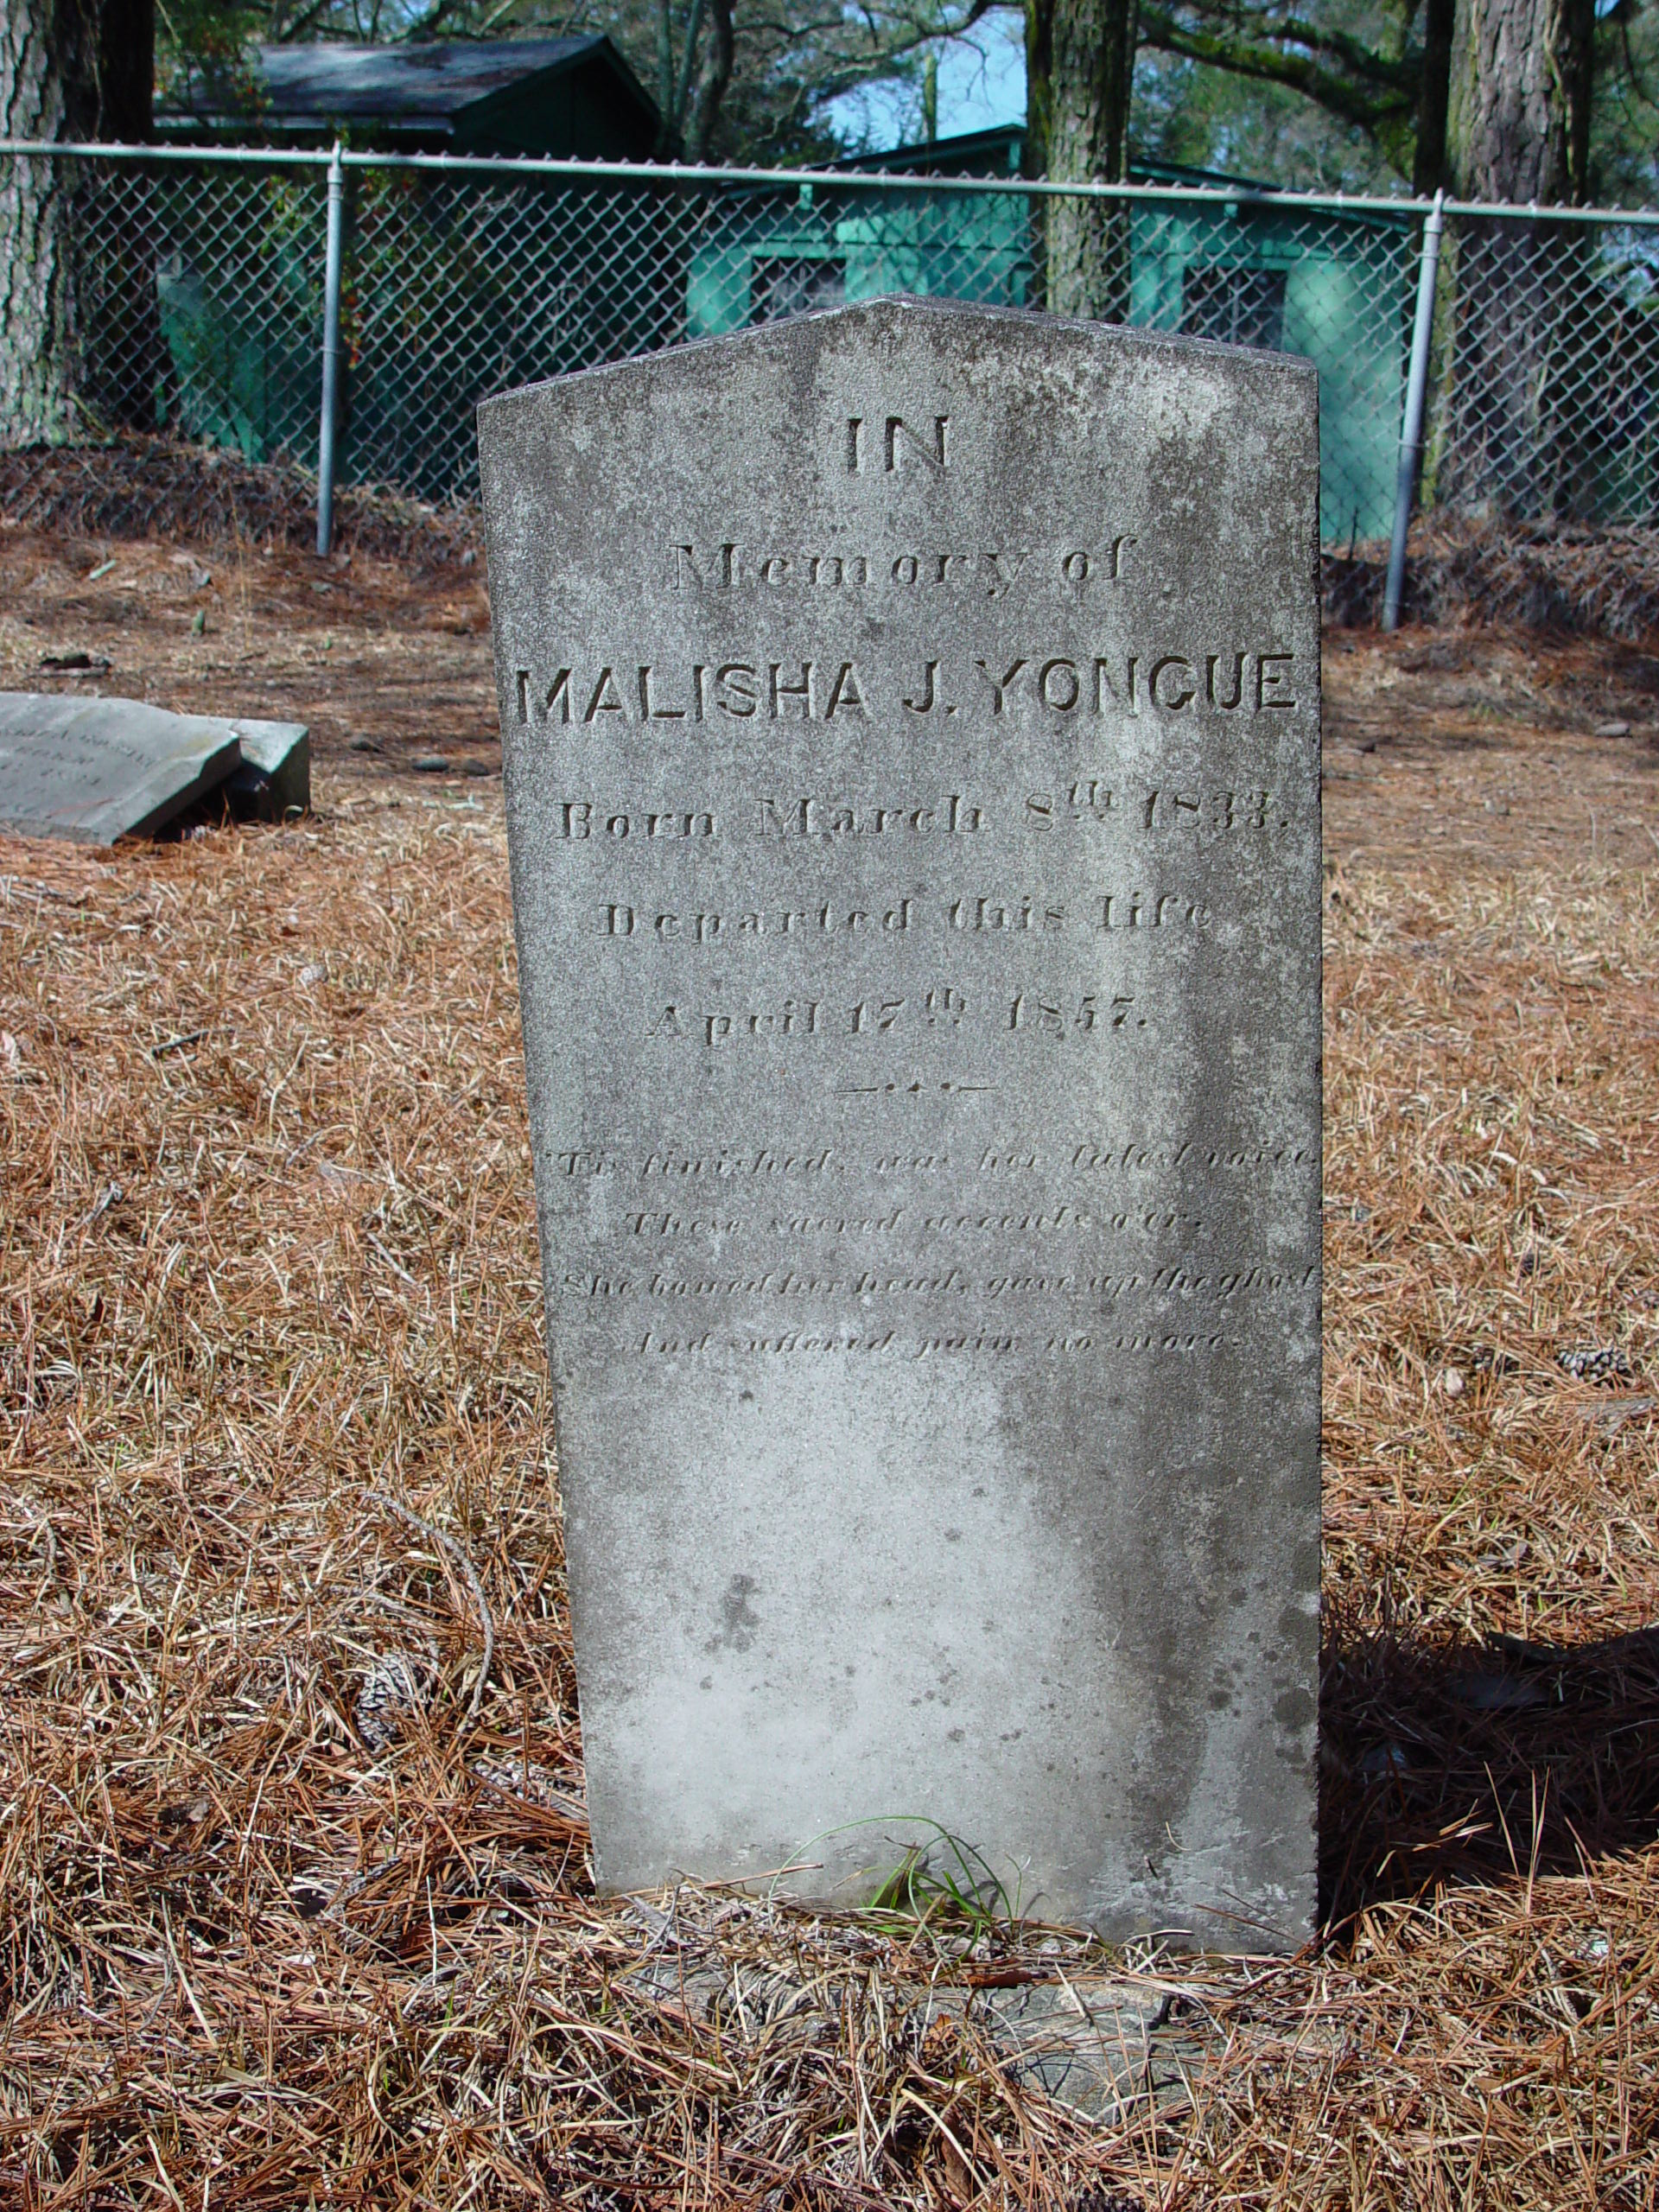 IN
Memory of
MALISHA J. YONGUE
Born March 8th 1833.
Departed this life
April 17th 1857.
'Tis finished, was her latest voice.
These sacred accents o'er,
She bowed her head, gave up the ghost
And suffered pain no more.